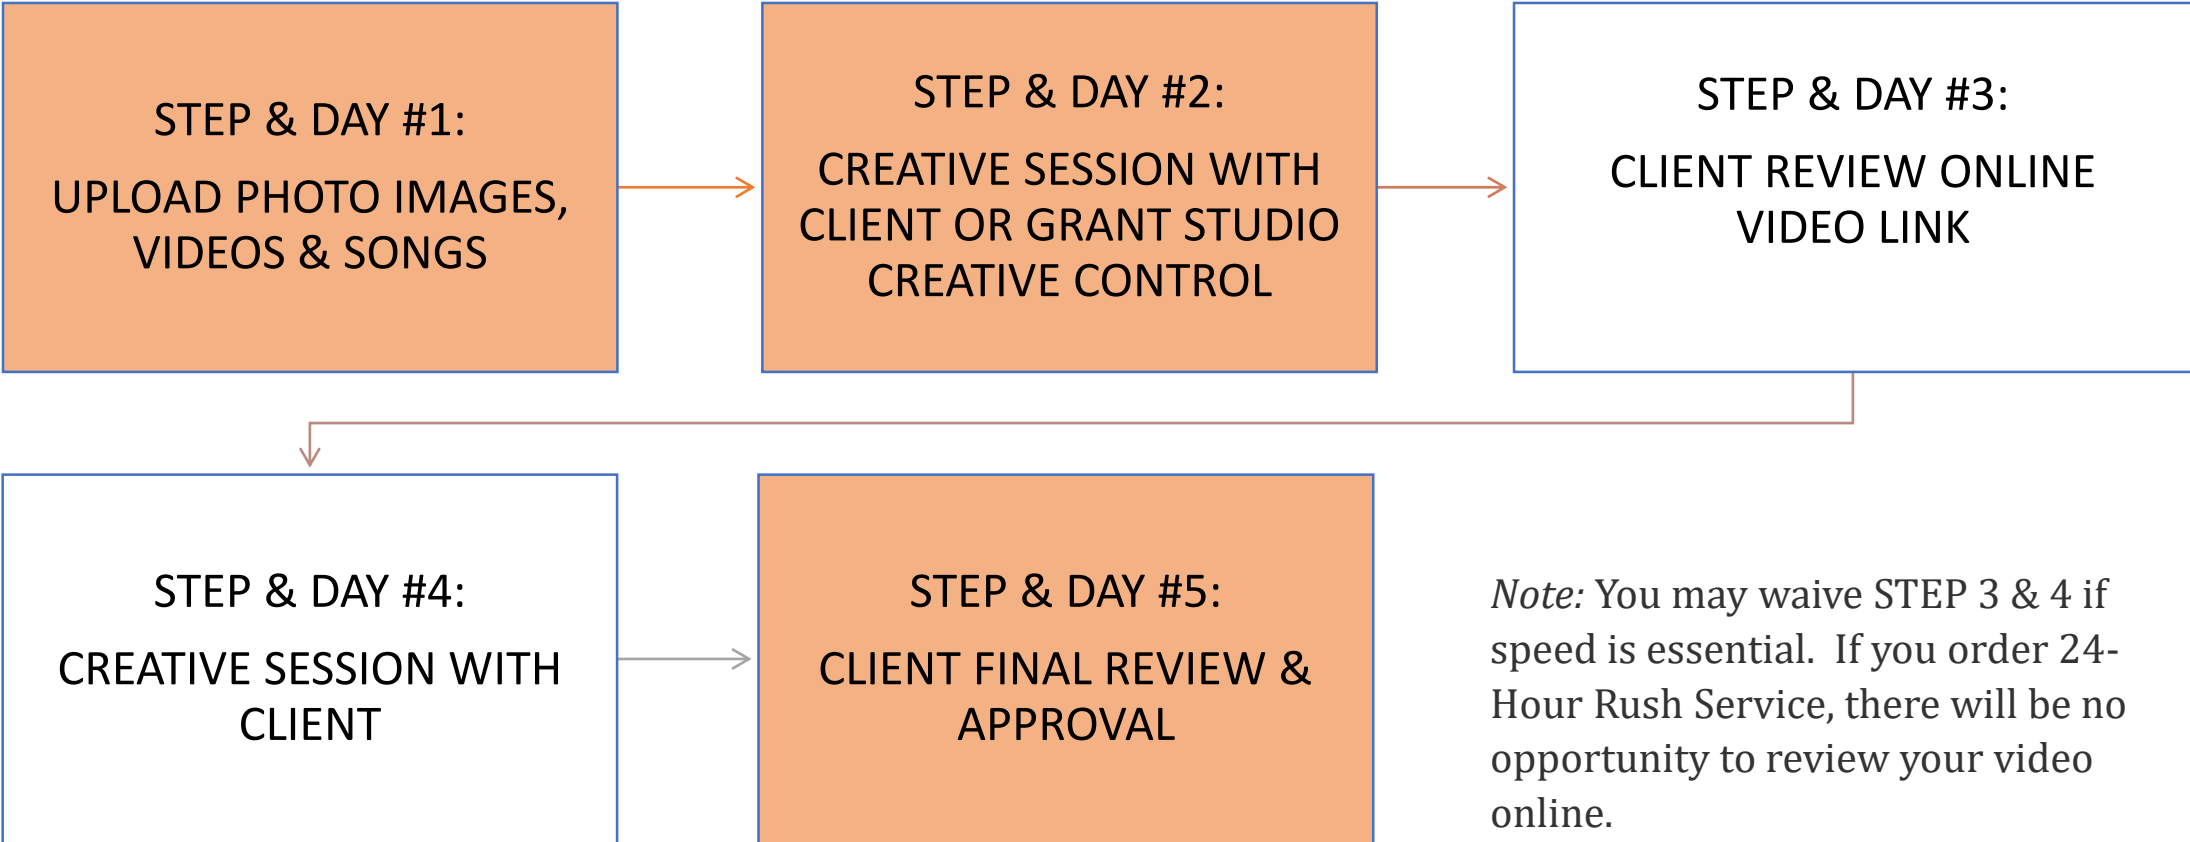 STEP & DAY #1:
UPLOAD PHOTO IMAGES,
VIDEOS & SONGS
STEP & DAY #2:
CREATIVE SESSION WITH
CLIENT OR GRANT STUDIO
CREATIVE CONTROL
STEP & DAY #3:
CLIENT REVIEW ONLINE
VIDEO LINK
STEP & DAY #4:
CREATIVE SESSION WITH
CLIENT
STEP & DAY #5:
CLIENT FINAL REVIEW &
APPROVAL
Note: You may waive STEP 3 & 4 if
speed is essential.  If you order 24-
Hour Rush Service, there will be no
opportunity to review your video
online.